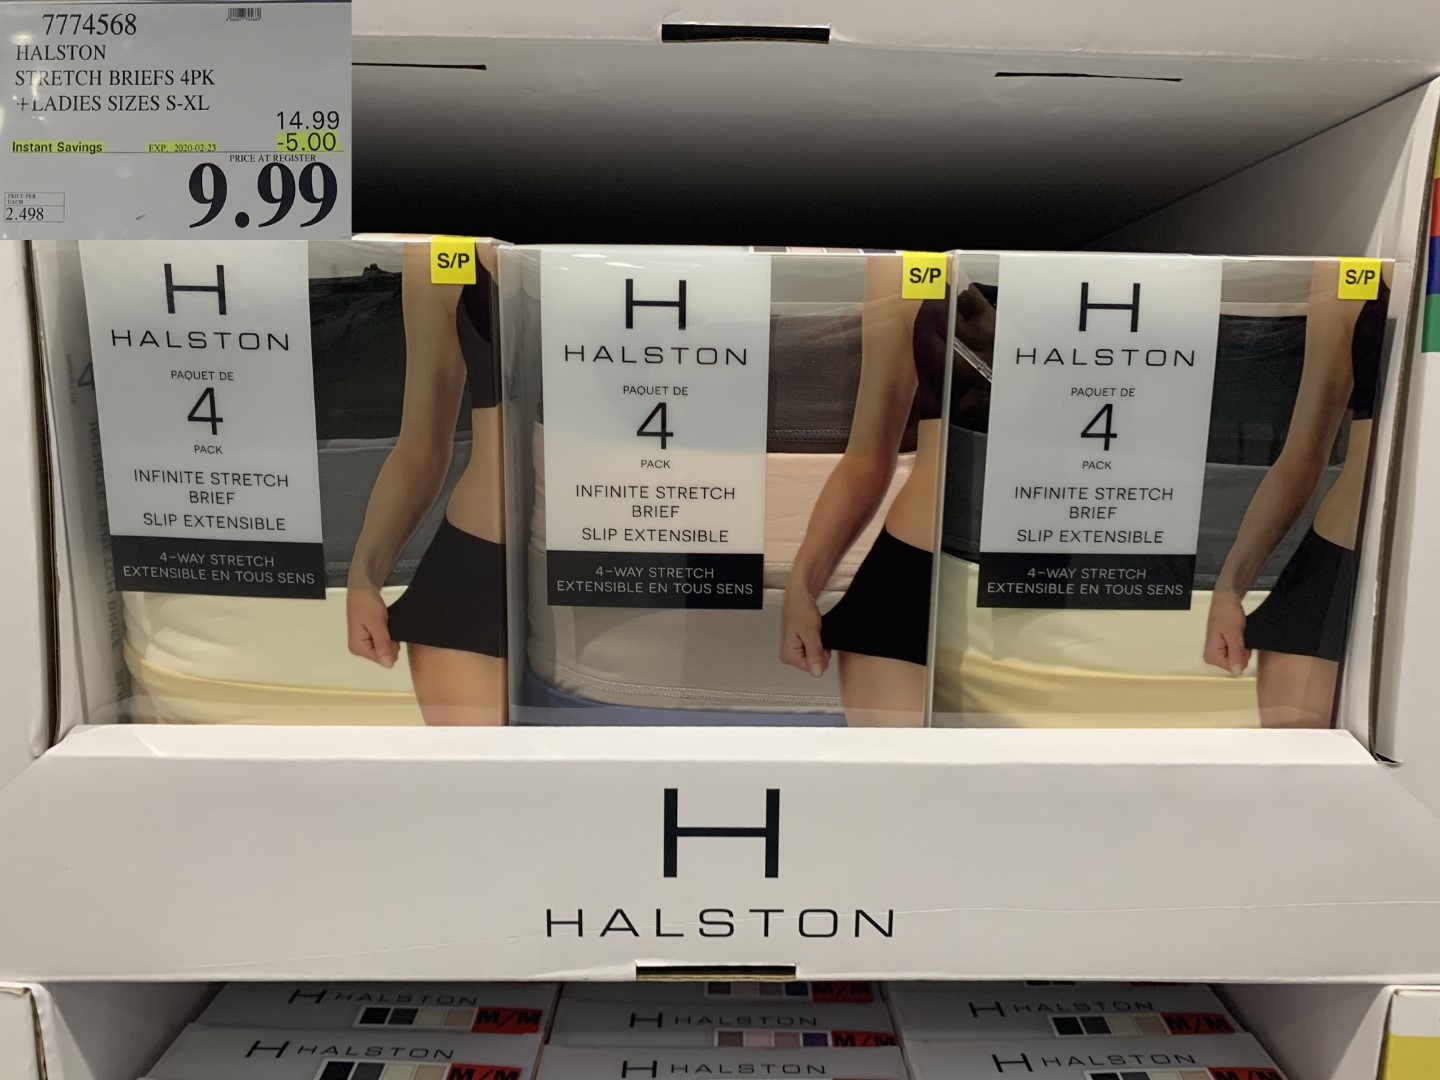 7774568
HALSTON
STRETCH BRIEFS 4PK
+LADIES SIZES S-XL
14.99
Instant Savings EXP. 2020-02-23 -5.00
PRICE AT REGISTER
9.99
PRICE PER
EACH
2.498
S/P
H
HALSTON
PAQUET DE
4
PACK
INFINITE STRETCH
BRIEF
SLIP EXTENSIBLE
4-WAY STRETCH
EXTENSIBLE EN TOUS SENS
S/P
H
HALSTON
PAQUET DE
4
PACK
INFINITE STRETCH
BRIEF
SLIP EXTENSIBLE
4-WAY STRETCH
EXTENSIBLE EN TOUS SENS
S/P
H
HALSTON
PAQUET DE
4
PACK
INFINITE STRETCH
BRIEF
SLIP EXTENSIBLE
4-WAY STRETCH
EXTENSIBLE EN TOUS SENS
H
HALSTON
H HALSTON
M/M
M/M
H HALSTON
M/M
H HALSTON
M/M
H HALSTON
M/M
H HALSTON
H HALSTON
M/M